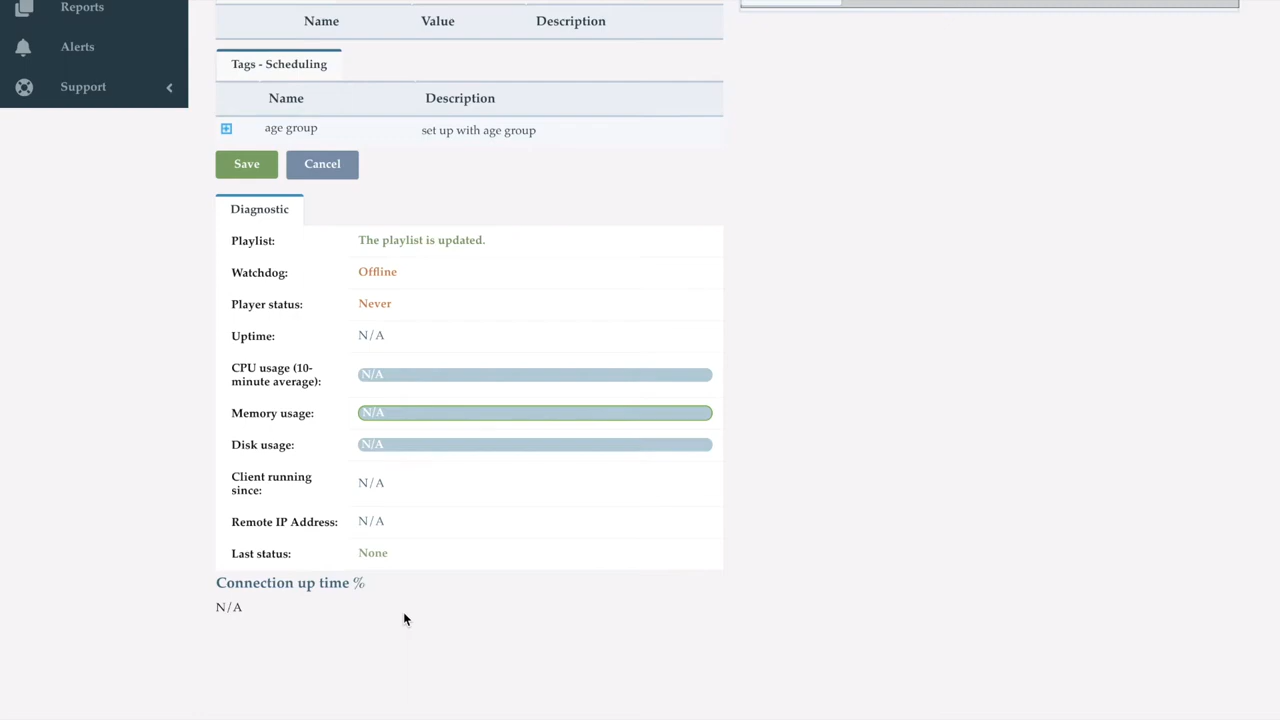 Reports
Alerts
Support
Name Value Description
Tags - Scheduling
Name Description
age group set up with age group
Save Cancel
Diagnostic
Playlist: The playlist is updated.
Watchdog: Offline
Player status: Never
Uptime: N/A
CPU usage (10-
minute average): N/A
Memory usage: N/A
Disk usage: N/A
Client running
since: N/A
Remote IP Address: N/A
Last status: None
Connection up time %
N/A